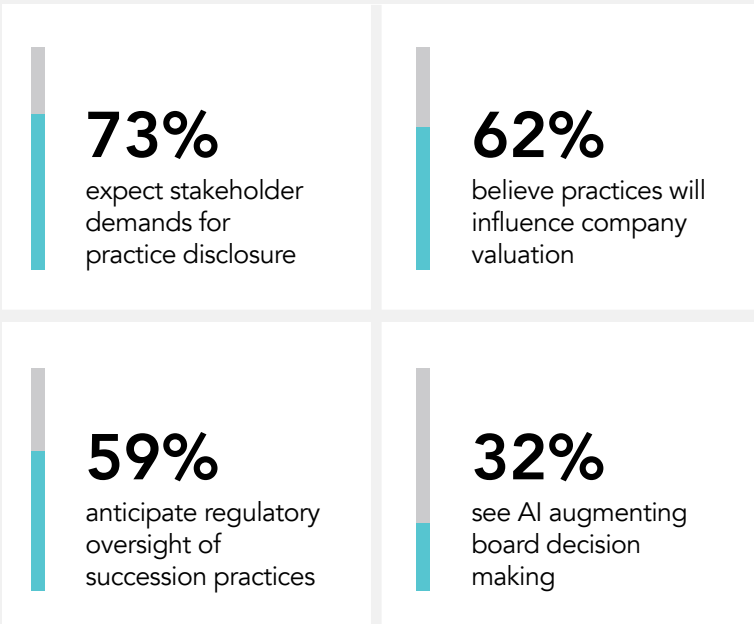 73%
expect stakeholder
demands for
practice disclosure
62%
believe practices will
influence company
valuation
59%
anticipate regulatory
oversight of
succession practices
32%
see AI augmenting
board decision
making